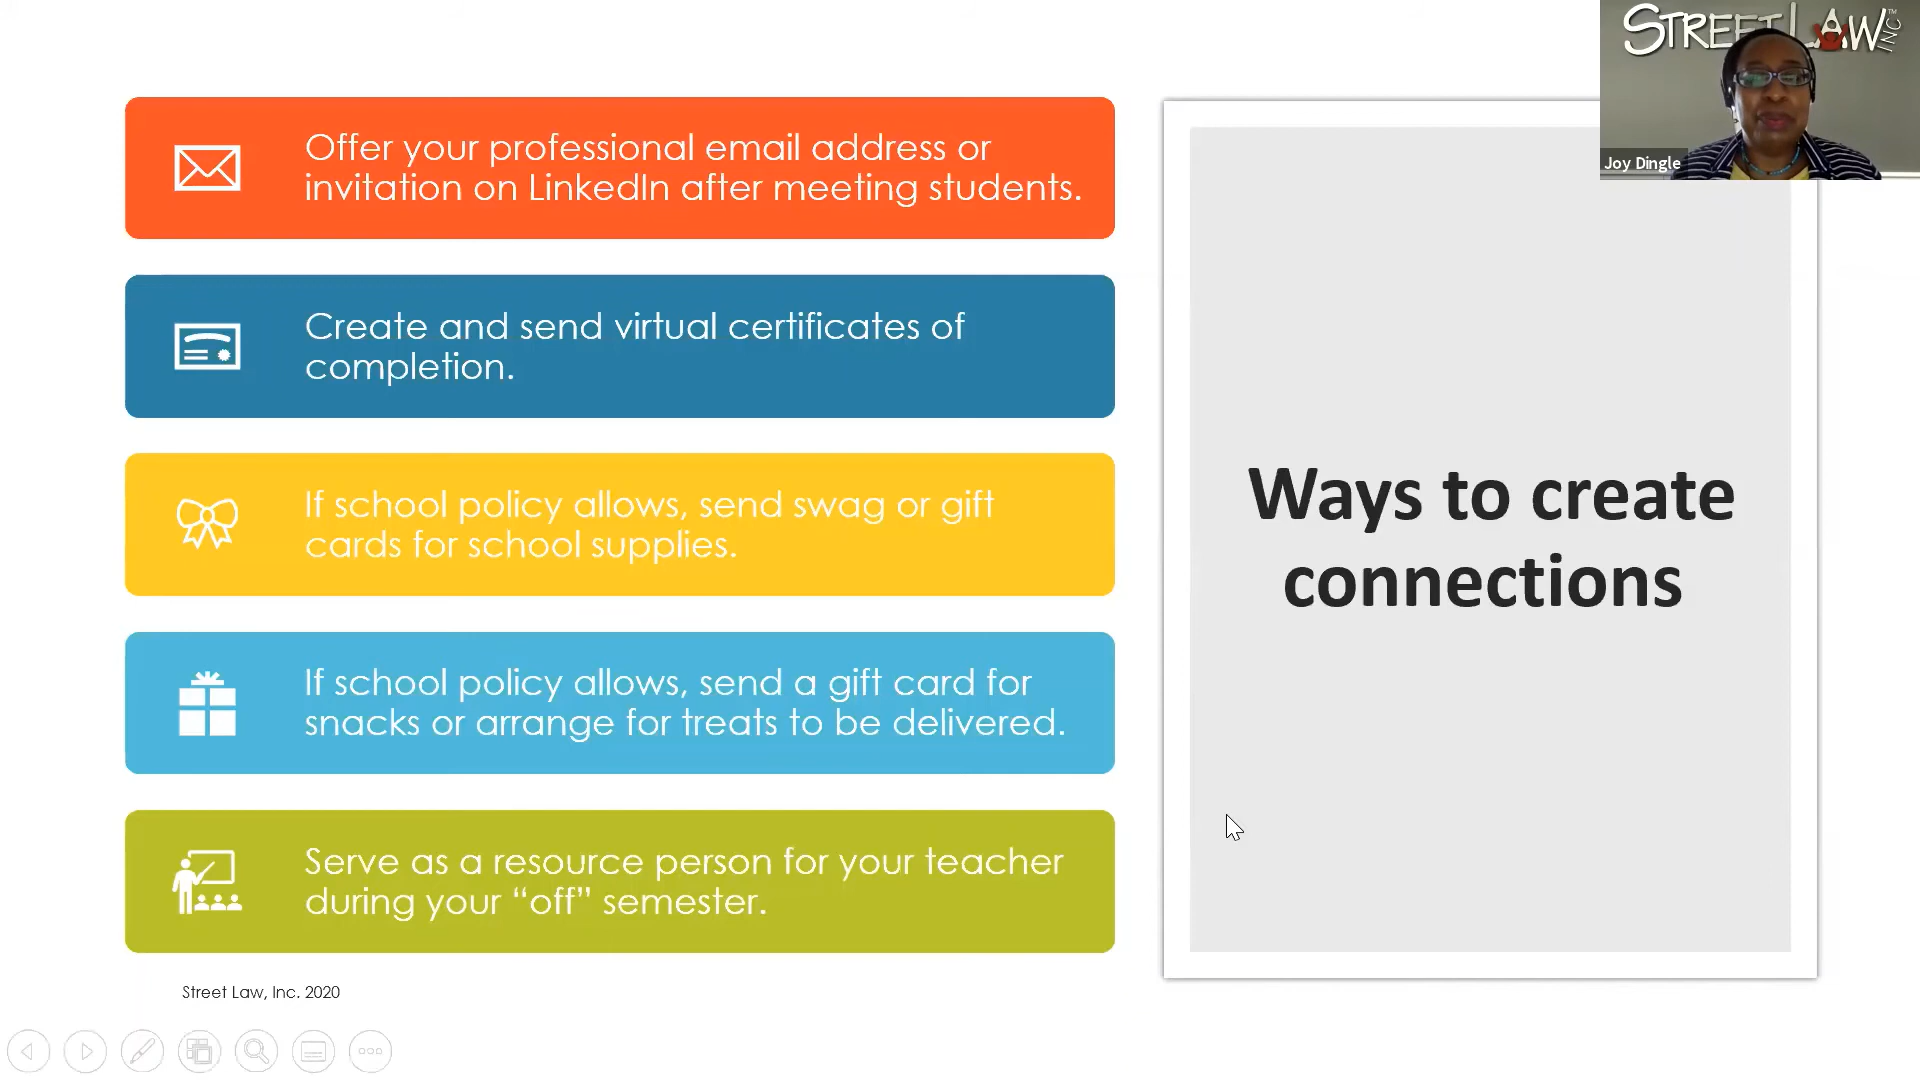 STREET LAW INC™
Joy Dingle
Offer your professional email address or
invitation on LinkedIn after meeting students.
Create and send virtual certificates of
completion.
If school policy allows, send swag or gift
cards for school supplies.
If school policy allows, send a gift card for
snacks or arrange for treats to be delivered.
Serve as a resource person for your teacher
during your “off” semester.
Ways to create
connections
Street Law, Inc. 2020